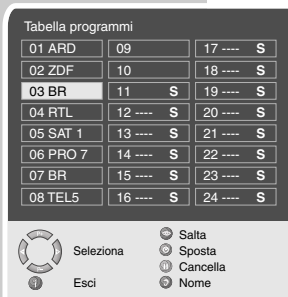 Tabella programmi
01 ARD 09 17 ---- S
02 ZDF 10 18 ---- S
03 BR 11 S 19 ---- S
04 RTL 12 ---- S 20 ---- S
05 SAT 1 13 ---- S 21 ---- S
06 PRO 7 14 ---- S 22 ---- S
07 BR 15 ---- S 23 ---- S
08 TEL5 16 ---- S 24 ---- S
Seleziona
Esci
Salta
Sposta
Cancella
Nome